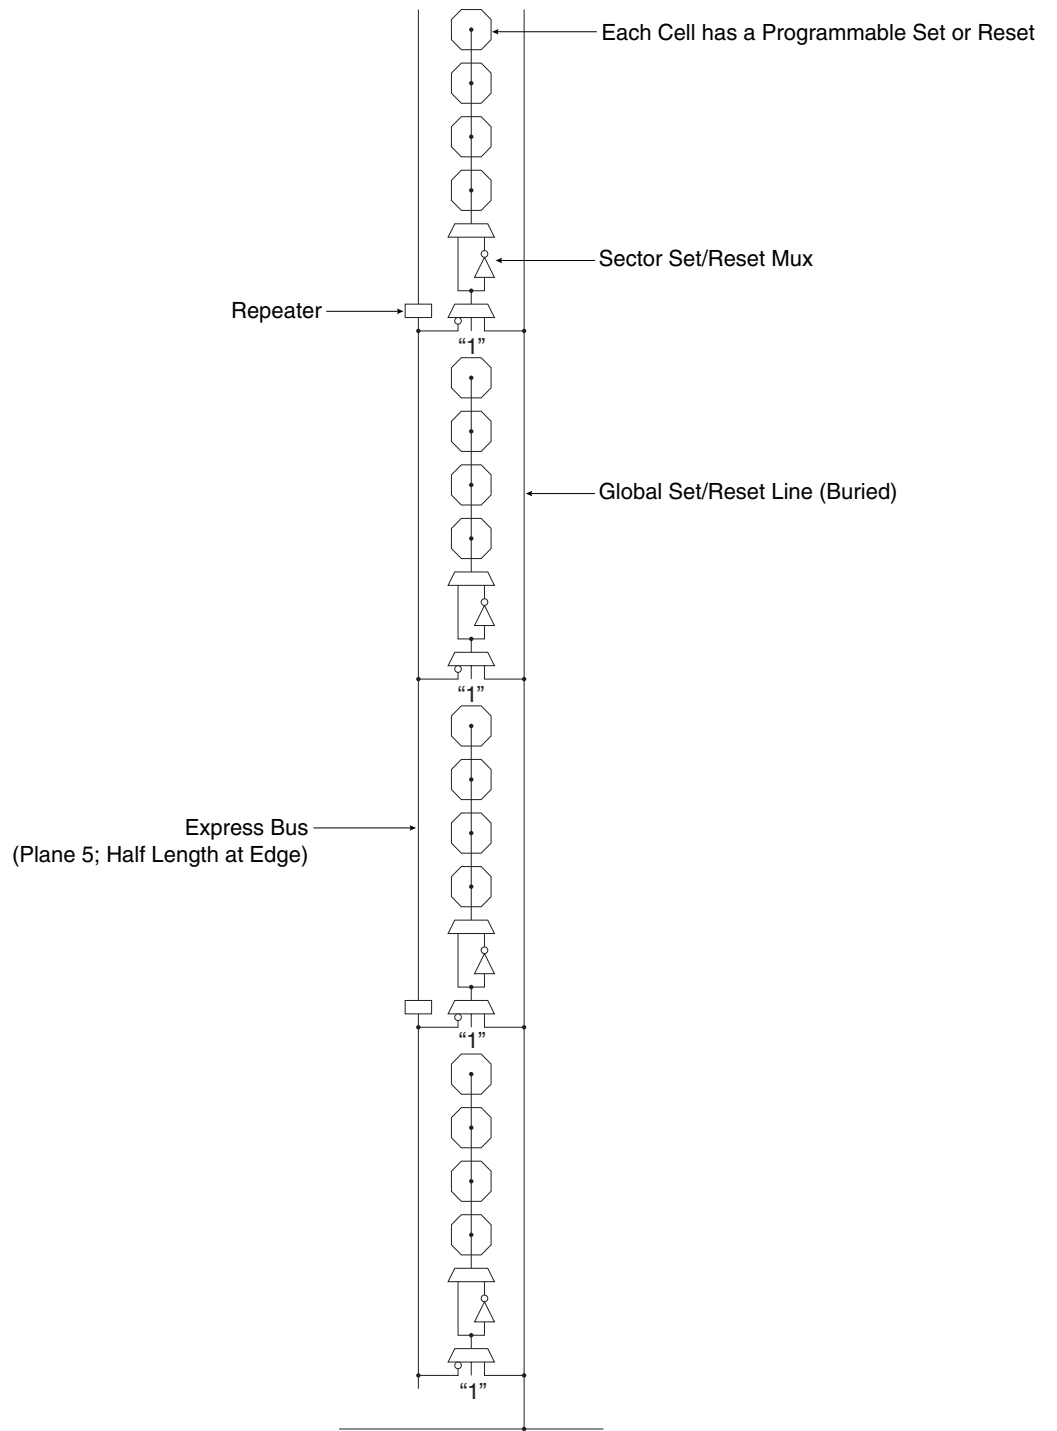 Each Cell has a Programmable Set or Reset
Sector Set/Reset Mux
Repeater
“1”
Global Set/Reset Line (Buried)
“1”
Express Bus
(Plane 5; Half Length at Edge)
“1”
“1”